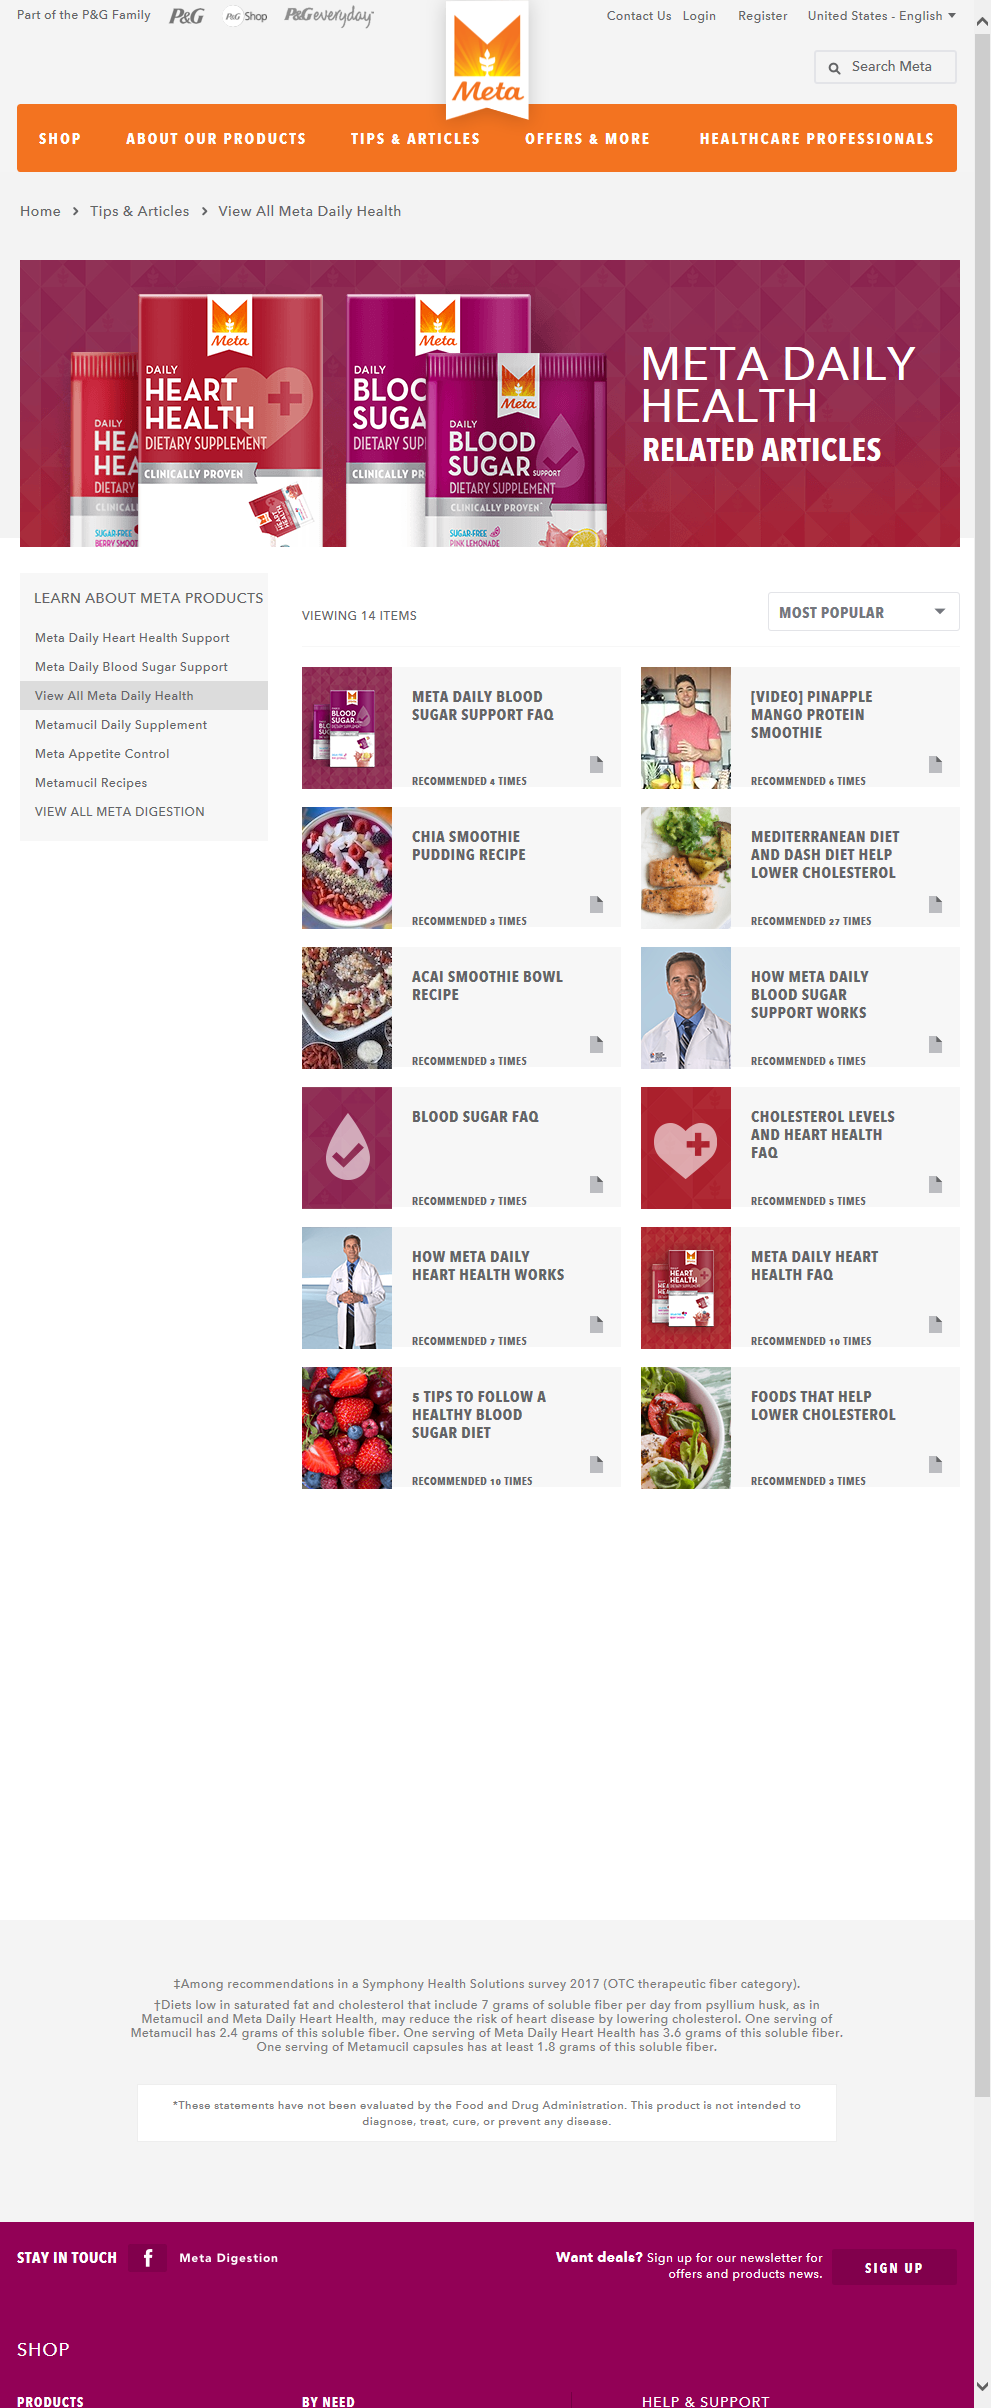 Part of the P&G Family
P&G
P&G Shop
P&G everyday
Contact Us Login Register United States - English
Meta
Search Meta
SHOP ABOUT OUR PRODUCTS TIPS & ARTICLES OFFERS & MORE HEALTHCARE PROFESSIONALS
Home > Tips & Articles > View All Meta Daily Health
Meta
DAILY
HEART
HEALTH
DIETARY SUPPLEMENT
CLINICALLY PROVEN
DAILY
HEA
HEA
DIETARY
CLINICALL
SUGAR-FREE
BERRY SMOOT
Meta
DAILY
BLOC
SUGA
DIETARY SUP
CLINICALLY PR
Meta
DAILY
BLOOD
SUGAR SUPPORT
DIETARY SUPPLEMENT
CLINICALLY PROVEN
SUGAR-FREE
PINK LEMONADE
META DAILY
HEALTH
RELATED ARTICLES
LEARN ABOUT META PRODUCTS
Meta Daily Heart Health Support
Meta Daily Blood Sugar Support
View All Meta Daily Health
Metamucil Daily Supplement
Meta Appetite Control
Metamucil Recipes
VIEW ALL META DIGESTION
VIEWING 14 ITEMS
MOST POPULAR
META DAILY BLOOD
SUGAR SUPPORT FAQ
RECOMMENDED 4 TIMES
[VIDEO] PINAPPLE
MANGO PROTEIN
SMOOTHIE
RECOMMENDED 6 TIMES
CHIA SMOOTHIE
PUDDING RECIPE
RECOMMENDED 3 TIMES
MEDITERRANEAN DIET
AND DASH DIET HELP
LOWER CHOLESTEROL
RECOMMENDED 27 TIMES
ACAI SMOOTHIE BOWL
RECIPE
RECOMMENDED 3 TIMES
HOW META DAILY
BLOOD SUGAR
SUPPORT WORKS
RECOMMENDED 6 TIMES
BLOOD SUGAR FAQ
RECOMMENDED 7 TIMES
CHOLESTEROL LEVELS
AND HEART HEALTH
FAQ
RECOMMENDED 5 TIMES
HOW META DAILY
HEART HEALTH WORKS
RECOMMENDED 7 TIMES
META DAILY HEART
HEALTH FAQ
RECOMMENDED 10 TIMES
5 TIPS TO FOLLOW A
HEALTHY BLOOD
SUGAR DIET
RECOMMENDED 10 TIMES
FOODS THAT HELP
LOWER CHOLESTEROL
RECOMMENDED 3 TIMES
‡Among recommendations in a Symphony Health Solutions survey 2017 (OTC therapeutic fiber category).
†Diets low in saturated fat and cholesterol that include 7 grams of soluble fiber per day from psyllium husk, as in
Metamucil and Meta Daily Heart Health, may reduce the risk of heart disease by lowering cholesterol. One serving of
Metamucil has 2.4 grams of this soluble fiber. One serving of Meta Daily Heart Health has 3.6 grams of this soluble fiber.
One serving of Metamucil capsules has at least 1.8 grams of this soluble fiber.
*These statements have not been evaluated by the Food and Drug Administration. This product is not intended to
diagnose, treat, cure, or prevent any disease.
STAY IN TOUCH f Meta Digestion
Want deals? Sign up for our newsletter for
offers and products news.
SIGN UP
SHOP
PRODUCTS BY NEED HELP & SUPPORT